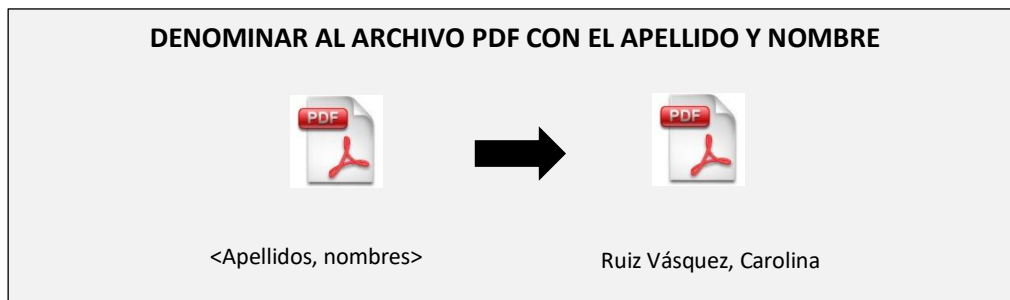 DENOMINAR AL ARCHIVO PDF CON EL APELLIDO Y NOMBRE
PDF
PDF
<Apellidos, nombres>
Ruiz Vásquez, Carolina